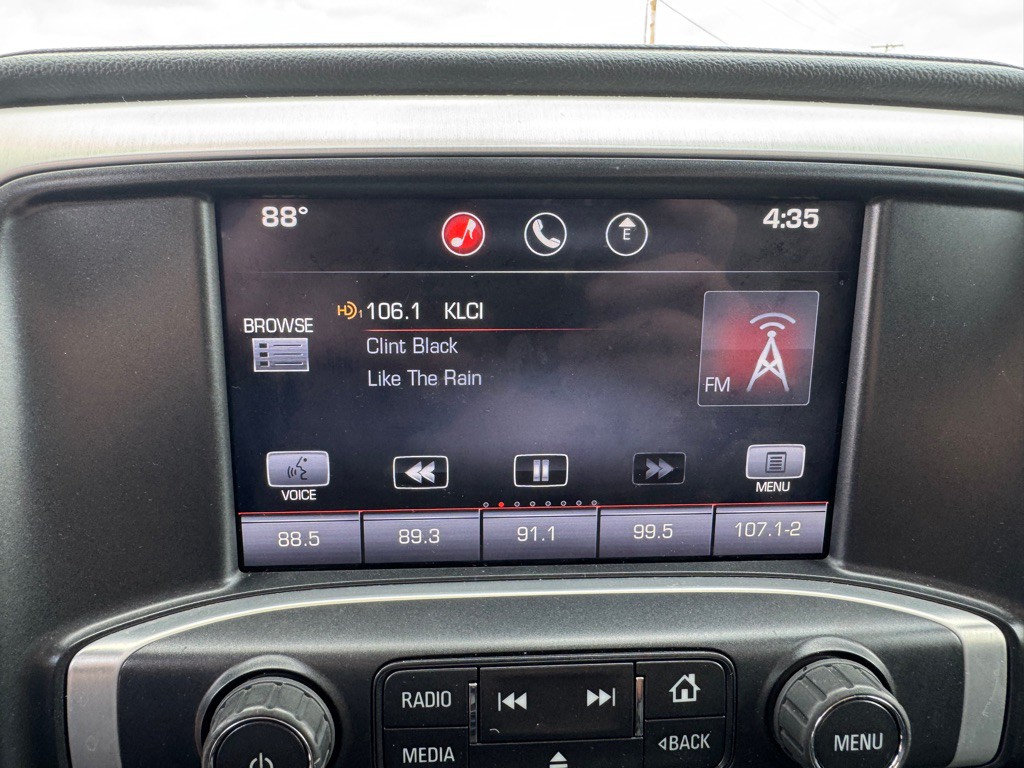 88° E 4:35
HD1 106.1 KLCI
BROWSE
Clint Black
Like The Rain
FM
VOICE
MENU
88.5 89.3 91.1 99.5 107.1-2
RADIO
MEDIA
BACK
MENU